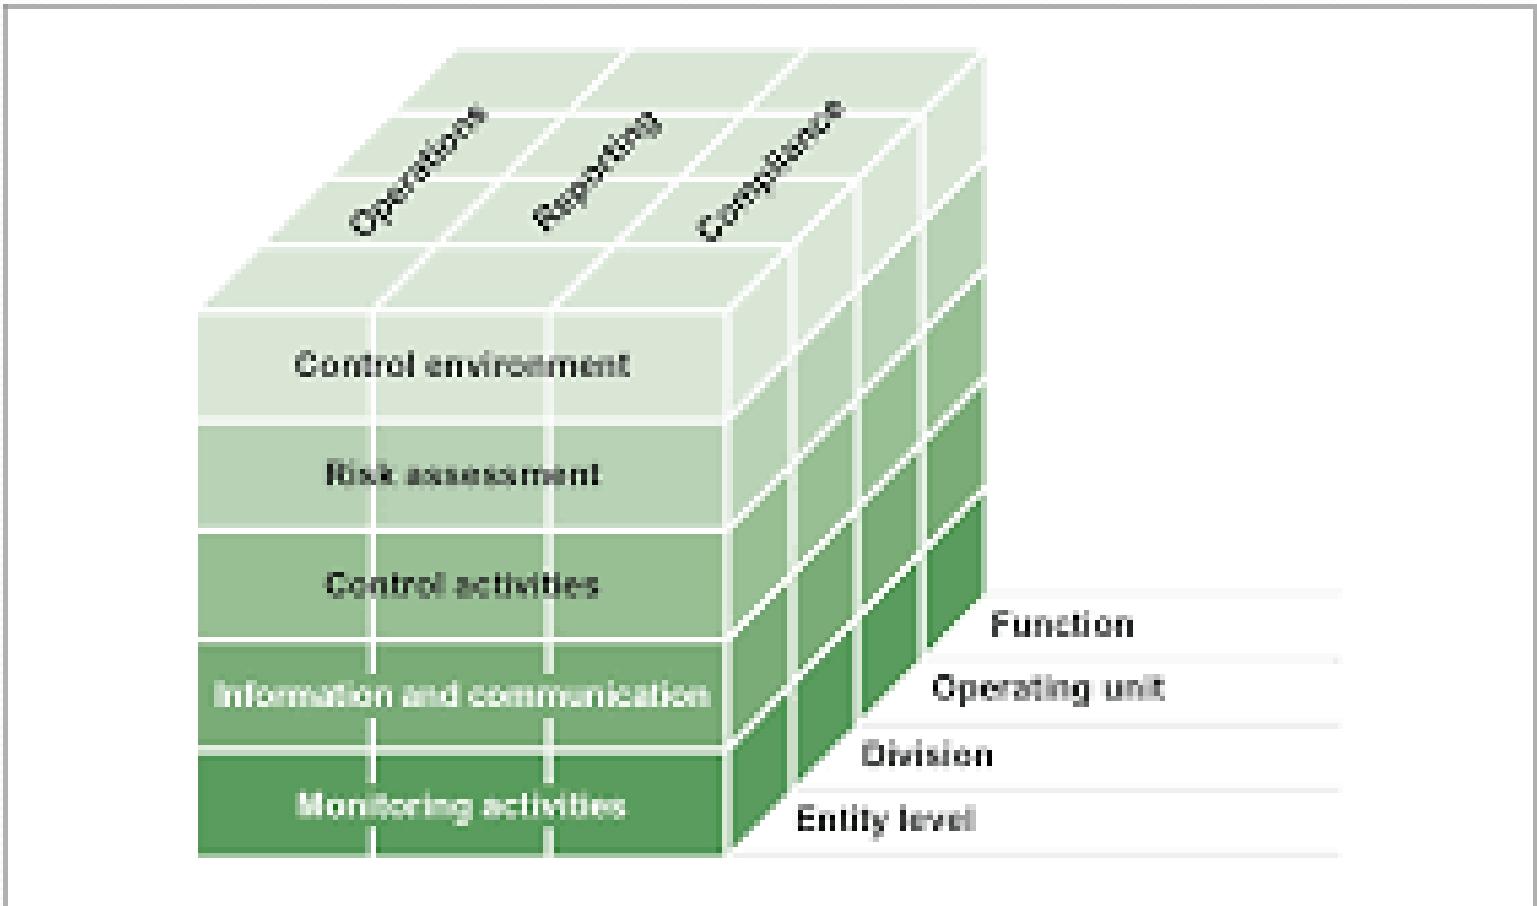 Operations
Reporting
Compliance
Control environment
Risk assessment
Control activities
Information and communication
Monitoring activities
Function
Operating unit
Division
Entity level